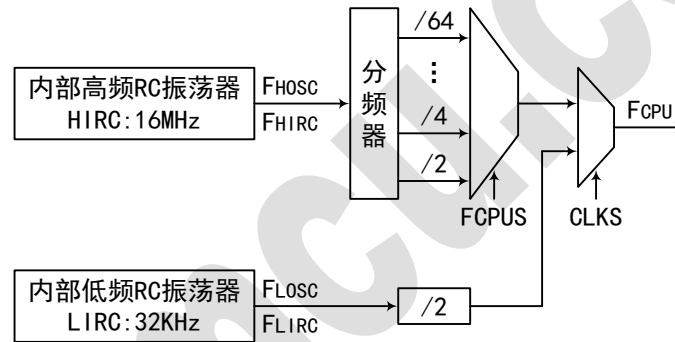 内部高频RC振荡器
HIRC:16MHz
FHOSC
FHIRC
分频器
/64
⋮
/4
/2
FCPUS
CLKS
FCPU
内部低频RC振荡器
LIRC:32KHz
FLOSC
FLIRC
/2